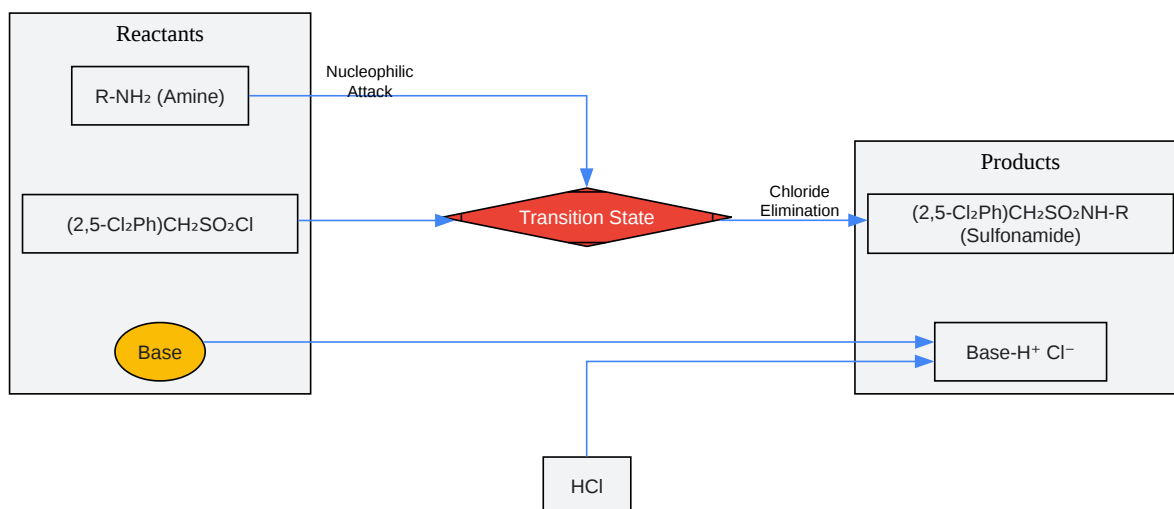 Reactants
R-NH₂ (Amine)
Nucleophilic
Attack
(2,5-Cl₂Ph)CH₂SO₂Cl
Transition State
Chloride
Elimination
Products
(2,5-Cl₂Ph)CH₂SO₂NH-R
(Sulfonamide)
Base
Base-H⁺ Cl⁻
HCl